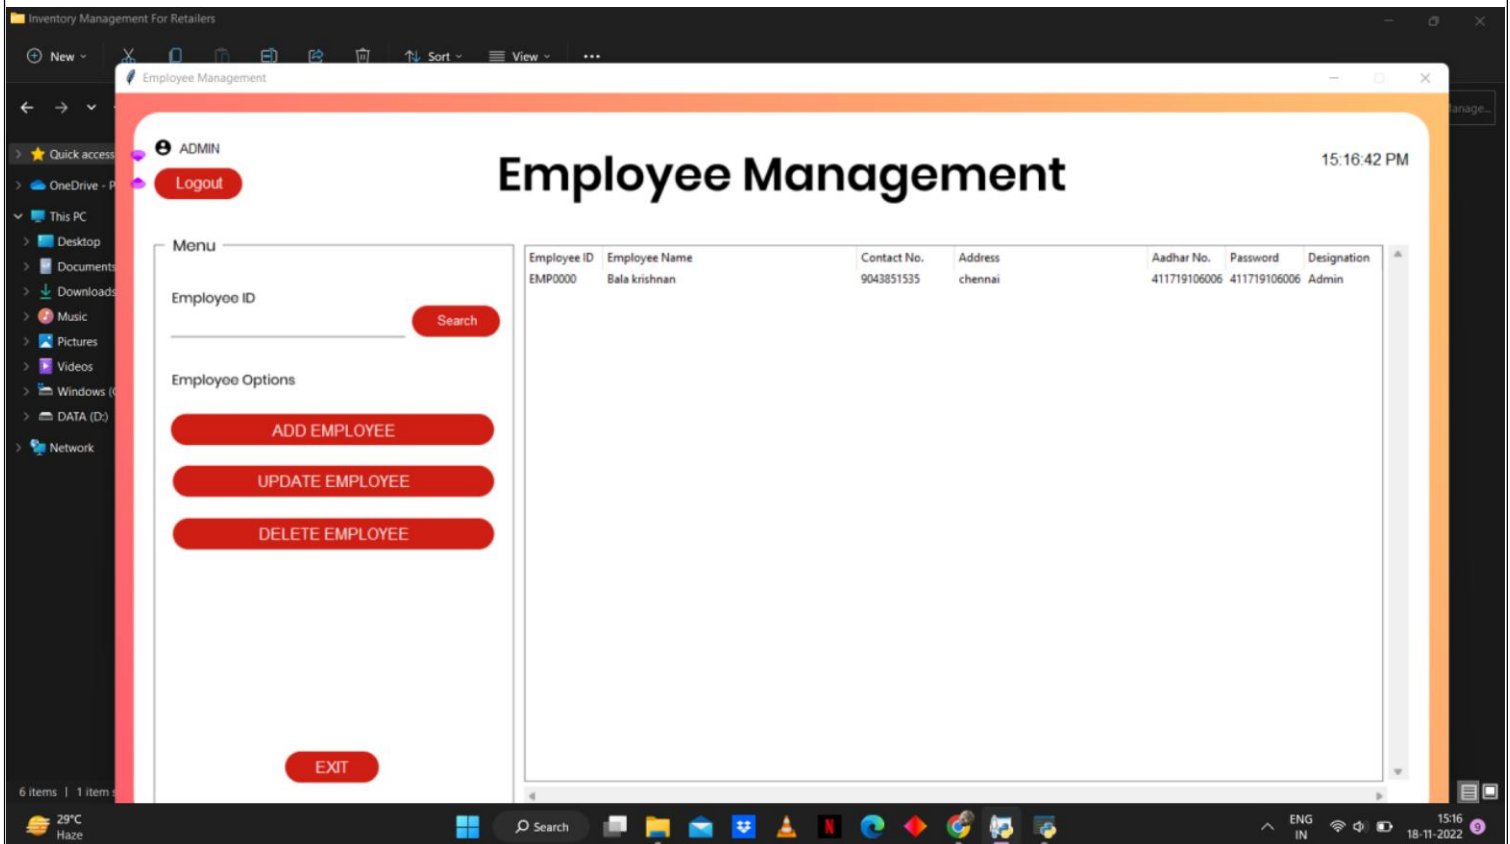 Inventory Management For Retailers
New
Sort
View
Employee Management
ADMIN
Logout
Employee Management
15:16:42 PM
Quick access
OneDrive - P
This PC
Desktop
Documents
Downloads
Music
Pictures
Videos
Windows (
DATA (D:)
Network
Menu
Employee ID
Search
Employee Options
ADD EMPLOYEE
UPDATE EMPLOYEE
DELETE EMPLOYEE
EXIT
Employee ID Employee Name Contact No. Address Aadhar No. Password Designation
EMP0000 Bala krishnan 9043851535 chennai 411719106006 411719106006 Admin
6 items | 1 item
29°C
Haze
Search
ENG
IN
15:16
18-11-2022
9